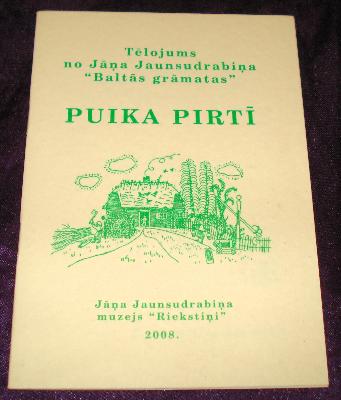 Tēlojums
no Jāņa Jaunsudrabiņa
"Baltās grāmatas"
PUIKA PIRTĪ
Jāņa Jaunsudrabiņa
muzejs "Riekstiņi"
2008.